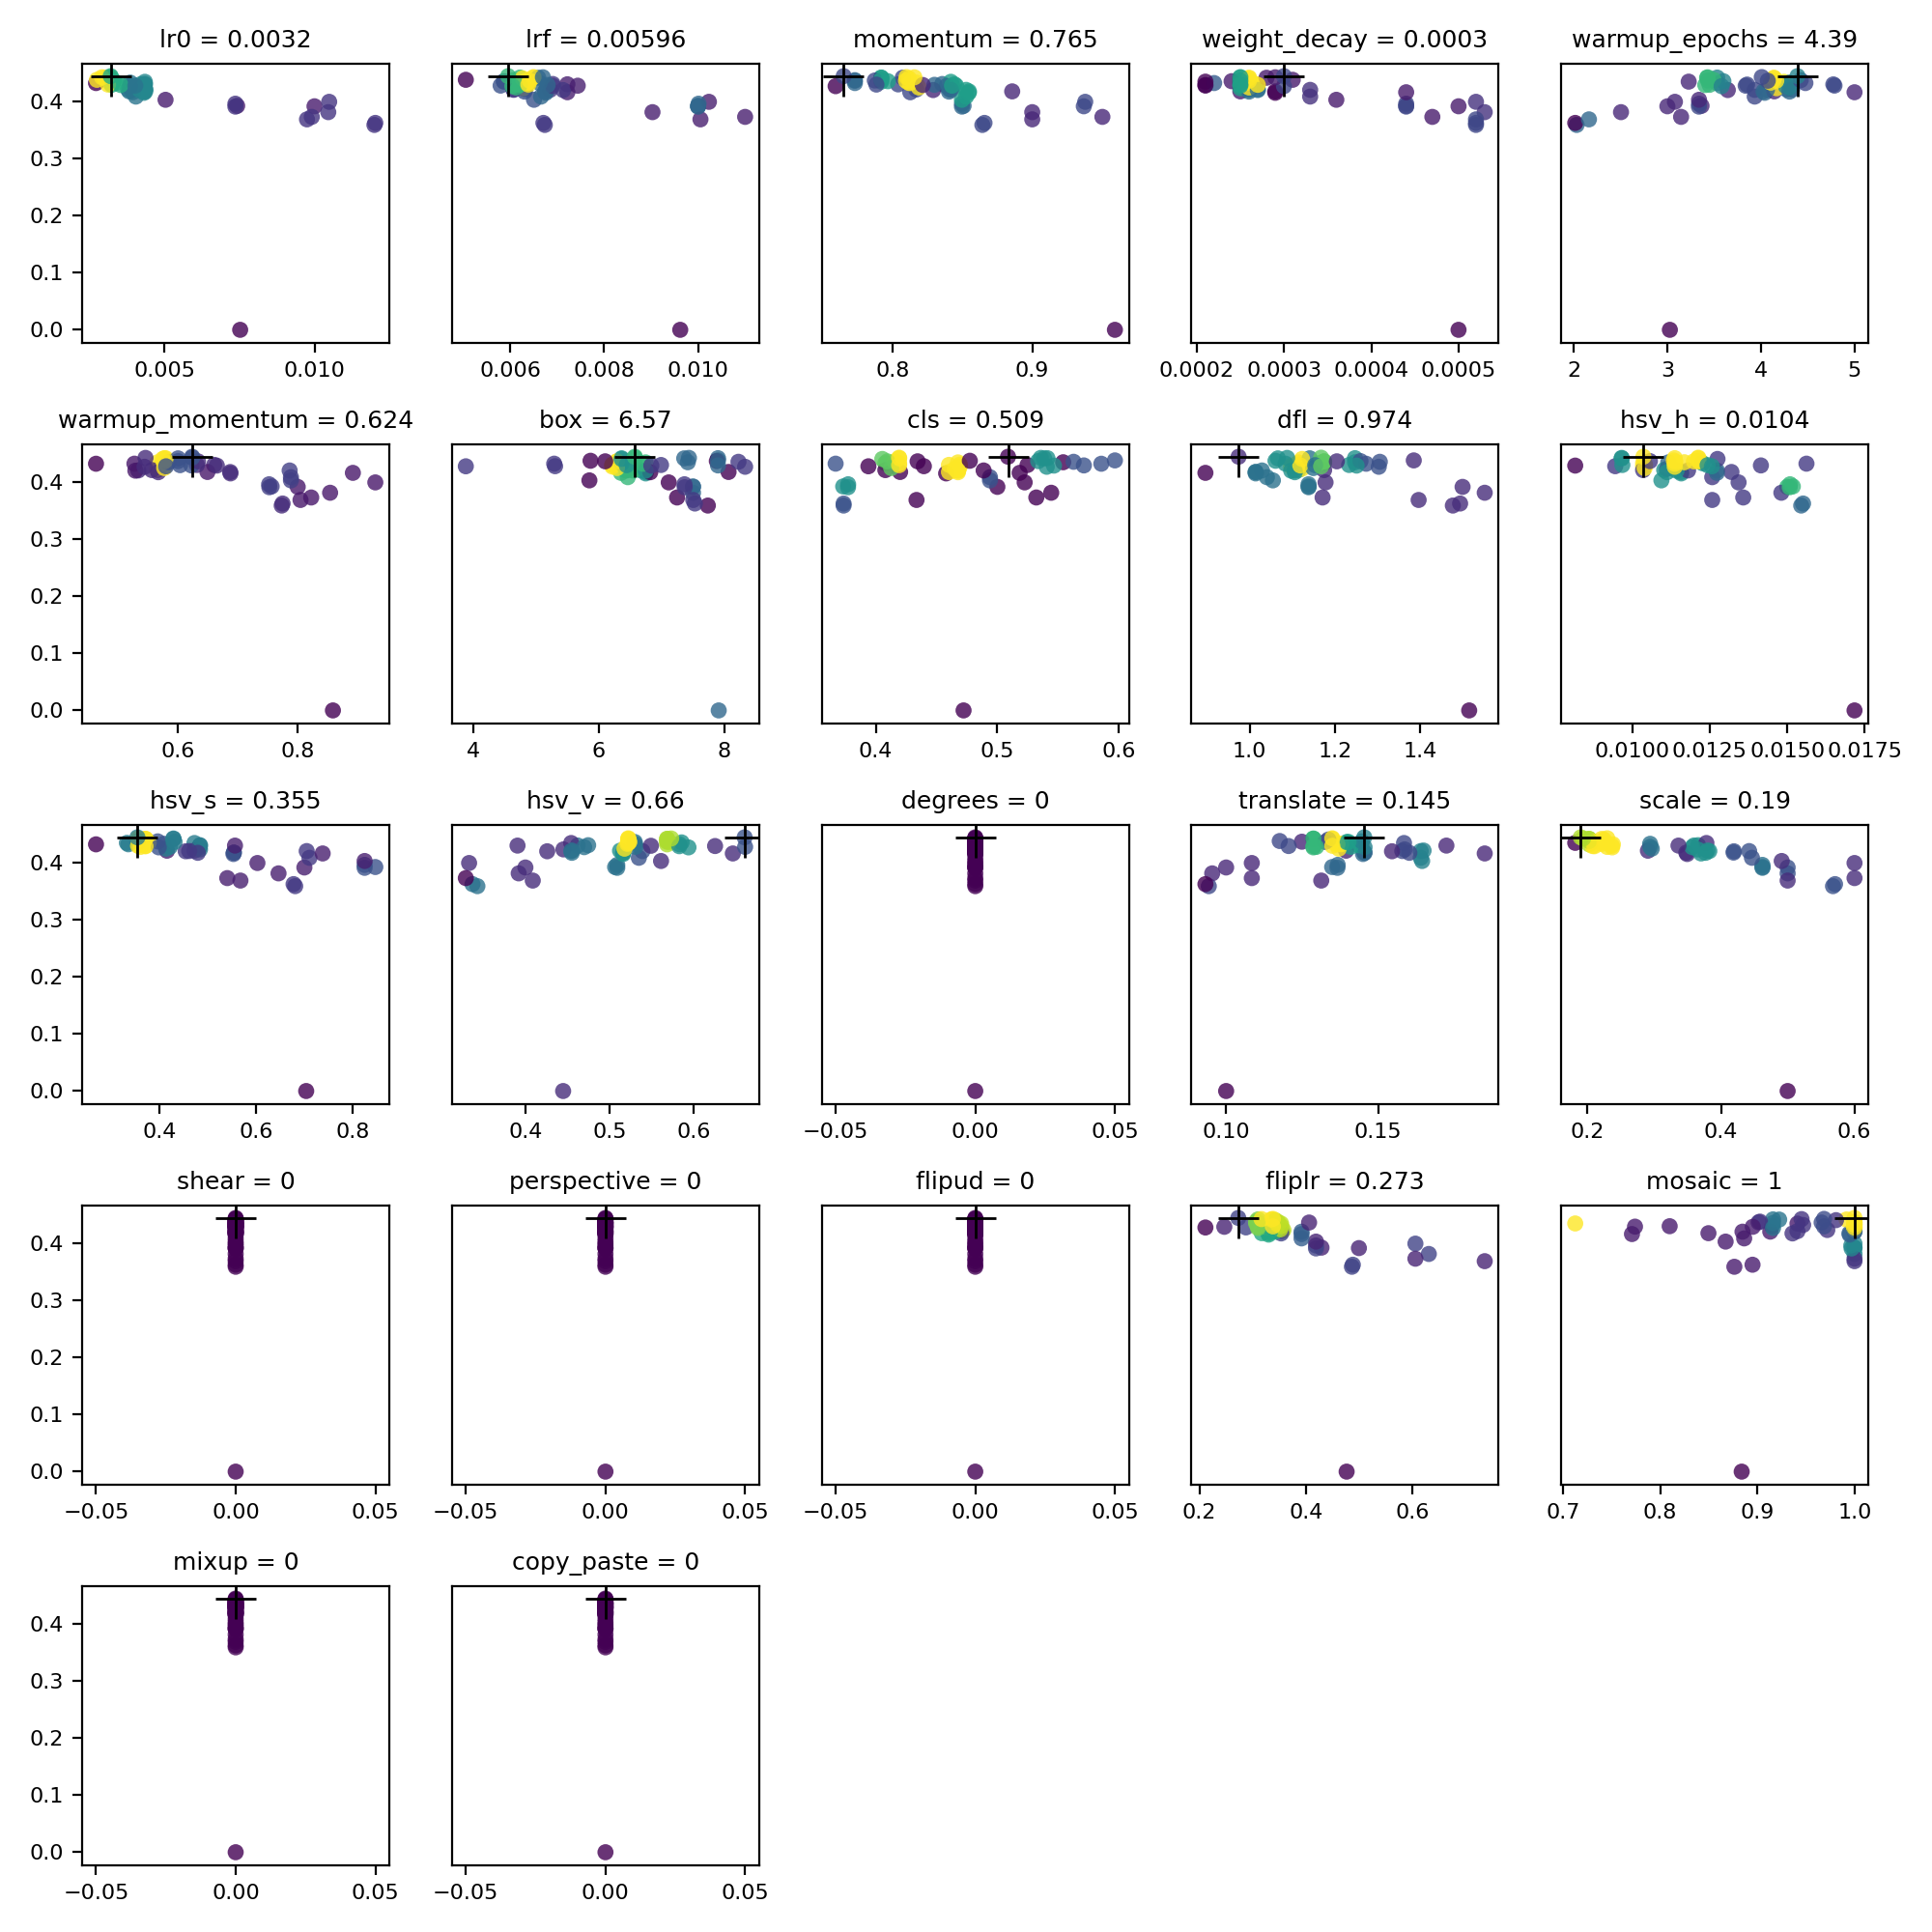 lr0 = 0.0032
lrf = 0.00596
momentum = 0.765
weight_decay = 0.0003
warmup_epochs = 4.39
0.4
0.3
0.2
0.1
0.0
0.005 0.010
0.006 0.008 0.010
0.8 0.9
0.0002 0.0003 0.0004 0.0005
2 3 4 5
warmup_momentum = 0.624
box = 6.57
cls = 0.509
dfl = 0.974
hsv_h = 0.0104
0.4
0.3
0.2
0.1
0.0
0.6 0.8
4 6 8
0.4 0.5 0.6
1.0 1.2 1.4
0.0100 0.0125 0.0150 0.0175
hsv_s = 0.355
hsv_v = 0.66
degrees = 0
translate = 0.145
scale = 0.19
0.4
0.3
0.2
0.1
0.0
0.4 0.6 0.8
0.4 0.5 0.6
−0.05 0.00 0.05
0.10 0.15
0.2 0.4 0.6
shear = 0
perspective = 0
flipud = 0
fliplr = 0.273
mosaic = 1
0.4
0.3
0.2
0.1
0.0
−0.05 0.00 0.05
−0.05 0.00 0.05
−0.05 0.00 0.05
0.2 0.4 0.6
0.7 0.8 0.9 1.0
mixup = 0
copy_paste = 0
0.4
0.3
0.2
0.1
0.0
−0.05 0.00 0.05
−0.05 0.00 0.05